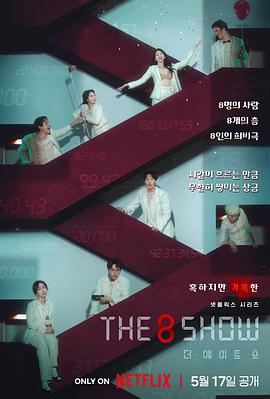 8명의 사람
8개의 층
8인의 희비극
시간이 흐르는 만큼
무한히 쌓이는 상금
혹하지만 가혹한
넷플릭스 시리즈
THE 8 SHOW
더 에이트 쇼
ONLY ON NETFLIX | 5월 17일 공개